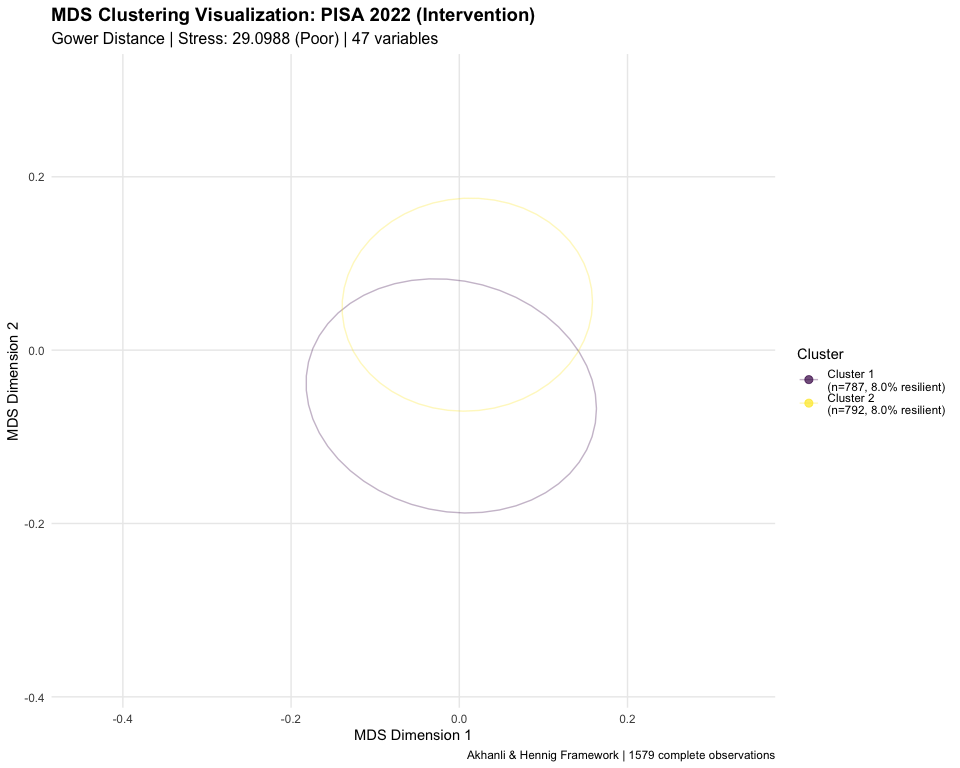 MDS Clustering Visualization: PISA 2022 (Intervention)
Gower Distance | Stress: 29.0988 (Poor) | 47 variables
0.2
0.0
-0.2
-0.4
MDS Dimension 2
-0.4
-0.2
0.0
0.2
MDS Dimension 1
Cluster
Cluster 1
(n=787, 8.0% resilient)
Cluster 2
(n=792, 8.0% resilient)
Akhanli & Hennig Framework | 1579 complete observations